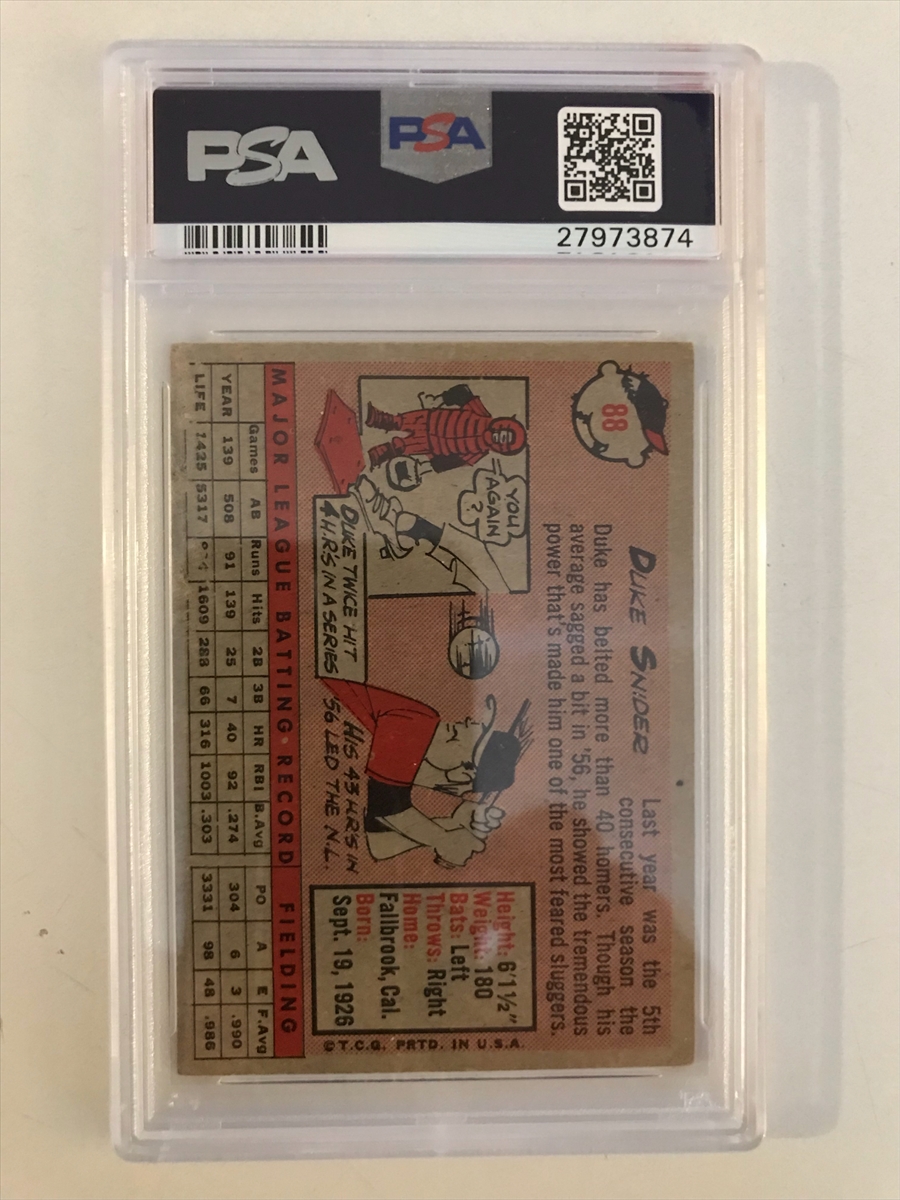 PSA
PSA
27973874
88
DUKE SNIDER
Last year was the 5th
consecutive season the
Duke has belted more than 40 homers. Though his
average sagged a bit in '56, he showed the tremendous
power that's made him one of the most feared sluggers.
YOU
AGAIN
?
DUKE TWICE HIT
4 H.R.'S IN A SERIES
HIS 43 H.R.'S IN
'56 LED THE N.L.
Height: 6'1½"
Weight: 180
Bats: Left
Throws: Right
Home:
Fallbrook, Cal.
Born:
Sept. 19, 1926
© T.C.G. PRTD. IN U.S.A.
MAJOR LEAGUE BATTING RECORD FIELDING
Games AB Runs Hits 2B 3B HR RBI B.Avg PO A E F.Avg
YEAR 139 508 91 139 25 7 40 92 .274 304 6 3 .990
LIFE 1425 5317 1609 288 66 316 1003 .303 3331 98 48 .986